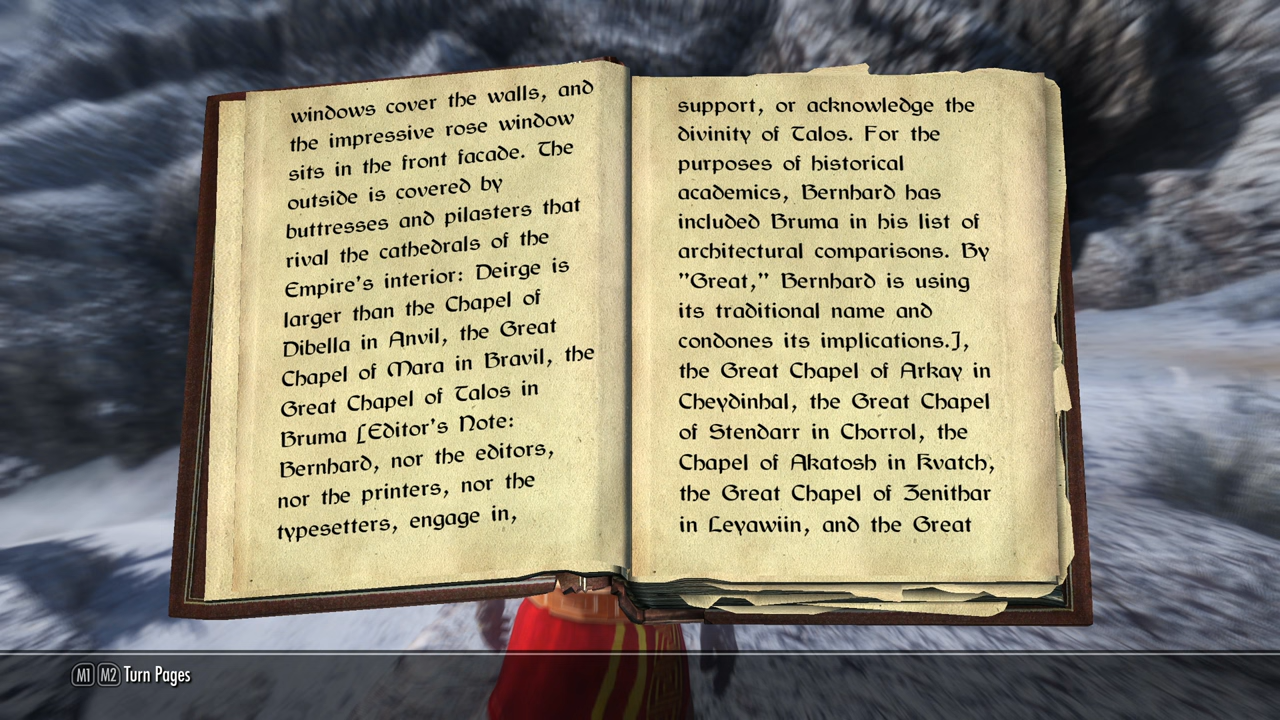 windows cover the walls, and
the impressive rose window
sits in the front facade. The
outside is covered by
buttresses and pilasters that
rival the cathedrals of the
Empire's interior: Deirge is
larger than the Chapel of
Dibella in Anvil, the Great
Chapel of Mara in Bravil, the
Great Chapel of Talos in
Bruma [Editor's Note:
Bernhard, nor the editors,
nor the printers, nor the
typesetters, engage in,
support, or acknowledge the
divinity of Talos. For the
purposes of historical
academics, Bernhard has
included Bruma in his list of
architectural comparisons. By
"Great," Bernhard is using
its traditional name and
condones its implications.],
the Great Chapel of Arkay in
Cheydinhal, the Great Chapel
of Stendarr in Chorrol, the
Chapel of Akatosh in Kvatch,
the Great Chapel of Zenithar
in Leyawiin, and the Great
M1 M2 Turn Pages